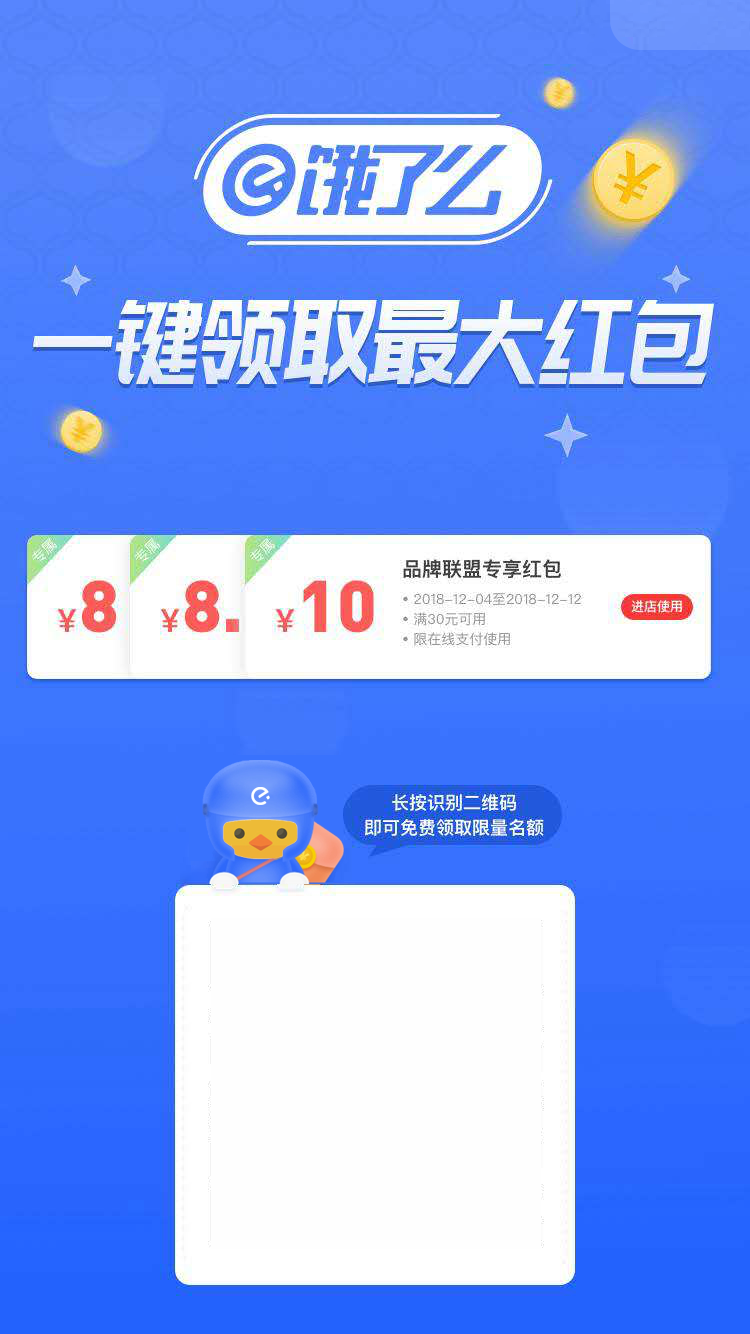 饿了么
一键领取最大红包
专属
¥8
专属
¥8.
专属
¥10
品牌联盟专享红包
• 2018-12-04至2018-12-12
• 满30元可用
• 限在线支付使用
进店使用
长按识别二维码
即可免费领取限量名额